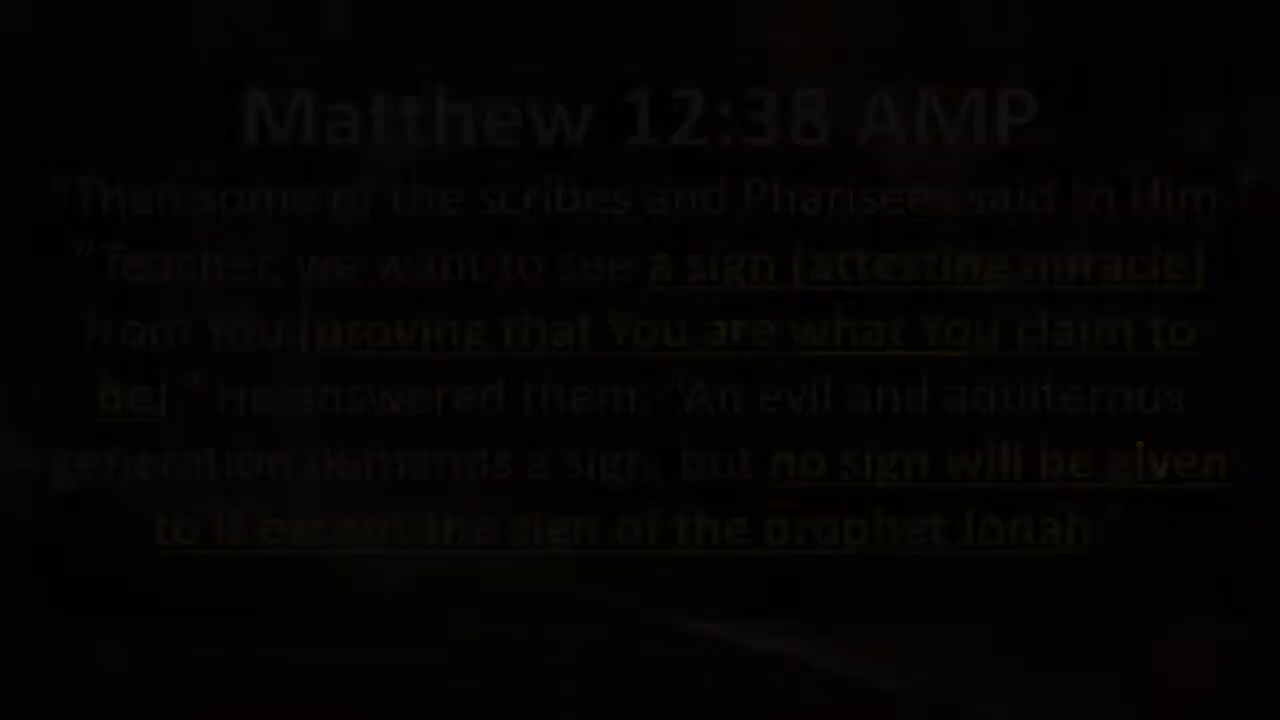 Matthew 12:38 AMP
"Then some of the scribes and Pharisees said to Him
"Teacher, we want to see a sign [attesting miracle]
from You [proving that You are what You claim to
be]." He answered them, "An evil and adulterous
generation demands a sign, but no sign will be given
to it except the sign of the prophet Jonah"